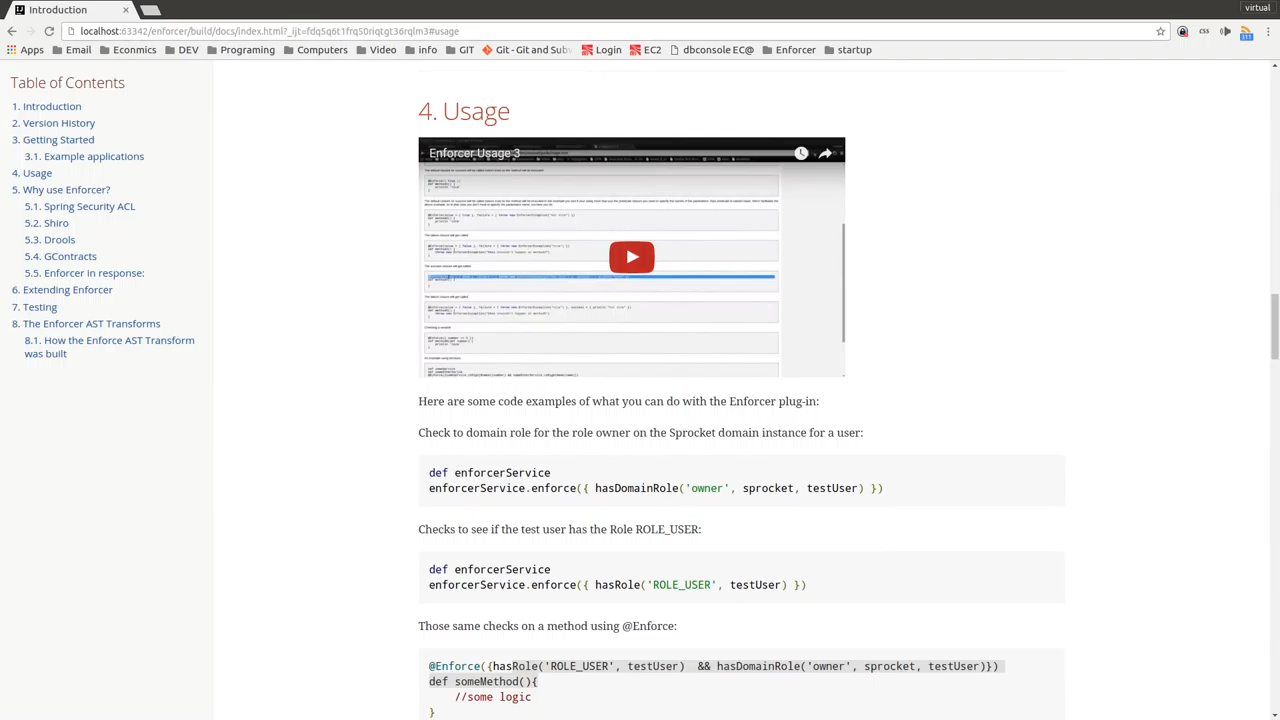 Introduction
virtual
localhost:63342/enforcer/build/docs/index.html?_ijt=fdq5q6t1frq50riqtgt36rqlm3#usage
Apps Email Econmics DEV Programing Computers Video info GIT Git - Git and Sub Login EC2 dbconsole EC@ Enforcer startup
Table of Contents
1. Introduction
2. Version History
3. Getting Started
3.1. Example applications
4. Usage
5. Why use Enforcer?
5.1. Spring Security ACL
5.2. Shiro
5.3. Drools
5.4. GContracts
5.5. Enforcer in response:
6. Extending Enforcer
7. Testing
8. The Enforcer AST Transforms
8.1. How the Enforce AST Transform
was built
4. Usage
Enforcer Usage 3
Here are some code examples of what you can do with the Enforcer plug-in:
Check to domain role for the role owner on the Sprocket domain instance for a user:
def enforcerService
enforcerService.enforce({ hasDomainRole('owner', sprocket, testUser) })
Checks to see if the test user has the Role ROLE_USER:
def enforcerService
enforcerService.enforce({ hasRole('ROLE_USER', testUser) })
Those same checks on a method using @Enforce:
@Enforce({hasRole('ROLE_USER', testUser)  && hasDomainRole('owner', sprocket, testUser)})
def someMethod(){
//some logic
}